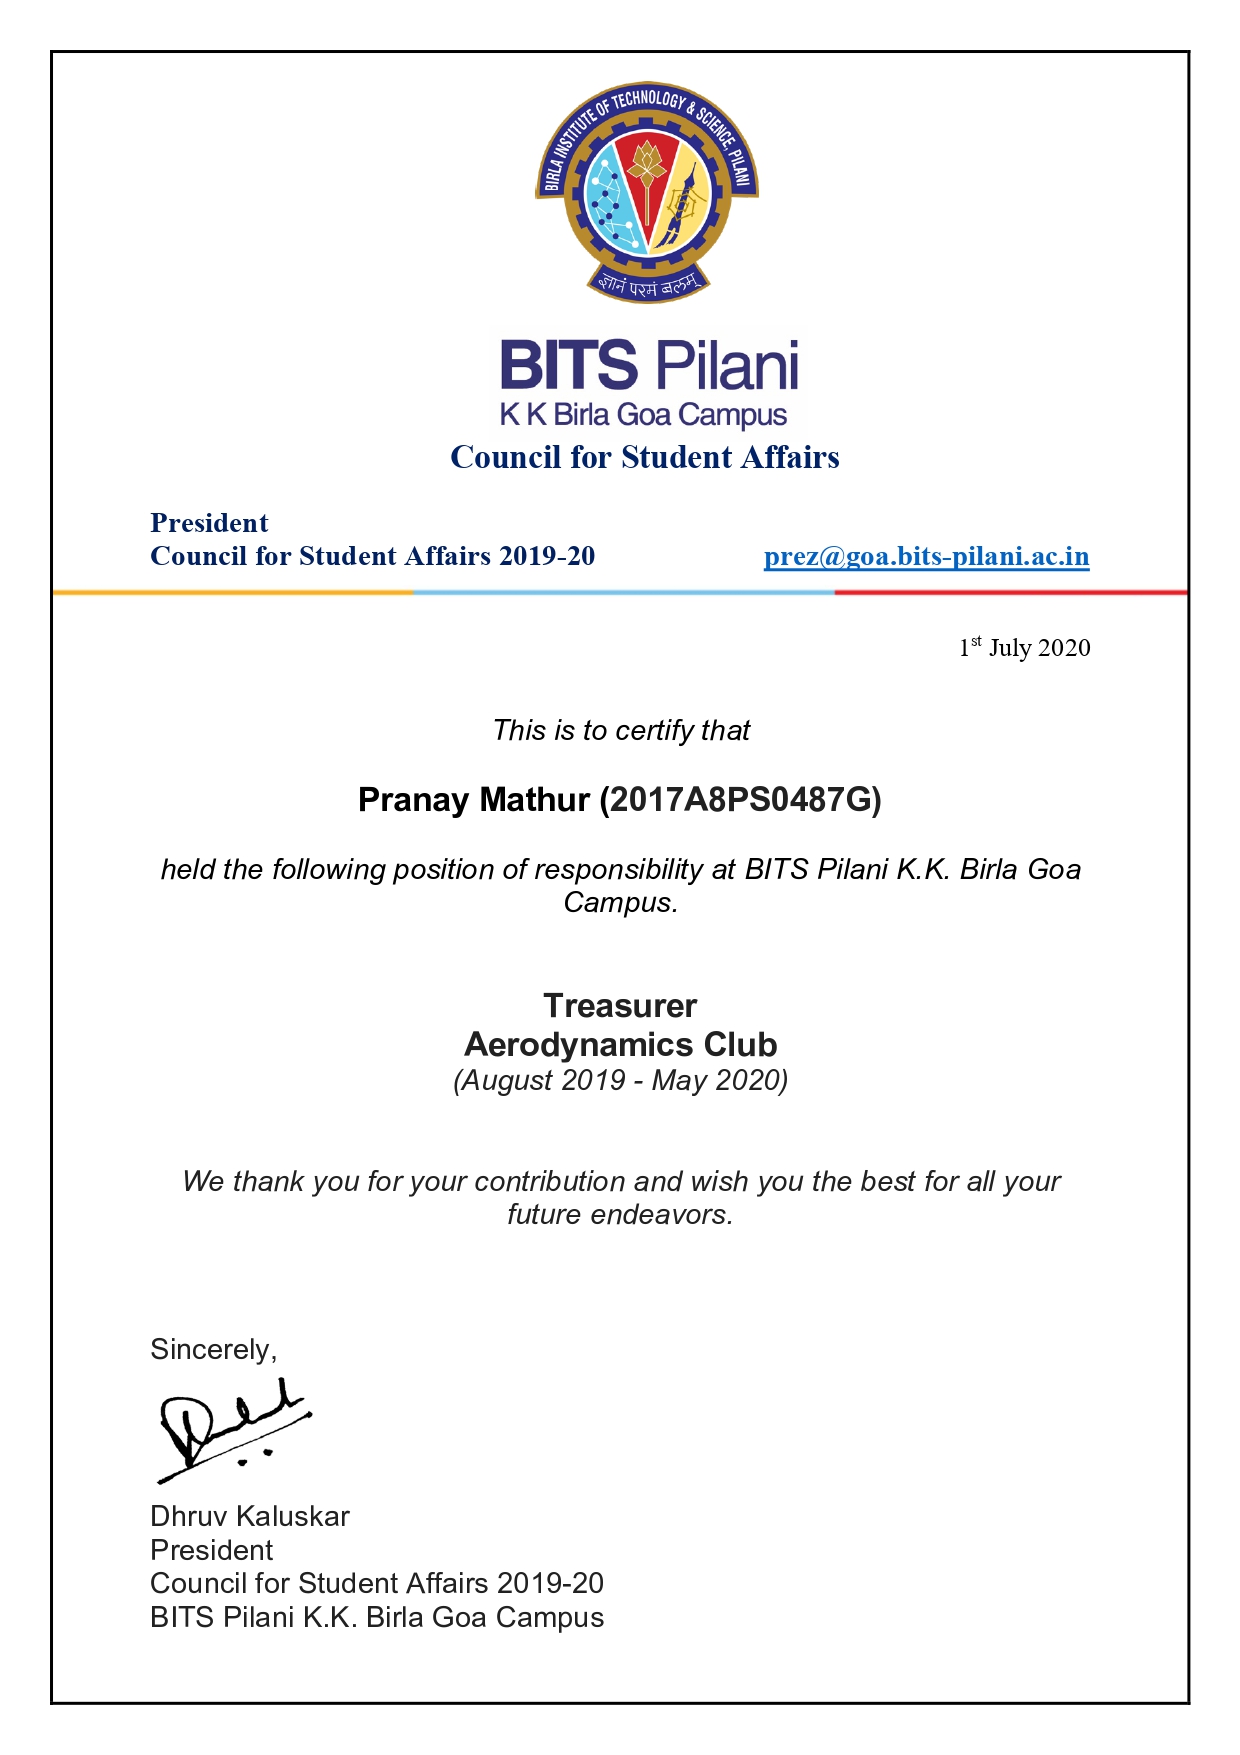 BIRLA INSTITUTE OF TECHNOLOGY & SCIENCE, PILANI
ज्ञानं परमं बलम्
BITS Pilani
K K Birla Goa Campus
Council for Student Affairs
President
Council for Student Affairs 2019-20 prez@goa.bits-pilani.ac.in
1st July 2020
This is to certify that
Pranay Mathur (2017A8PS0487G)
held the following position of responsibility at BITS Pilani K.K. Birla Goa
Campus.
Treasurer
Aerodynamics Club
(August 2019 - May 2020)
We thank you for your contribution and wish you the best for all your
future endeavors.
Sincerely,
Dhruv Kaluskar
President
Council for Student Affairs 2019-20
BITS Pilani K.K. Birla Goa Campus